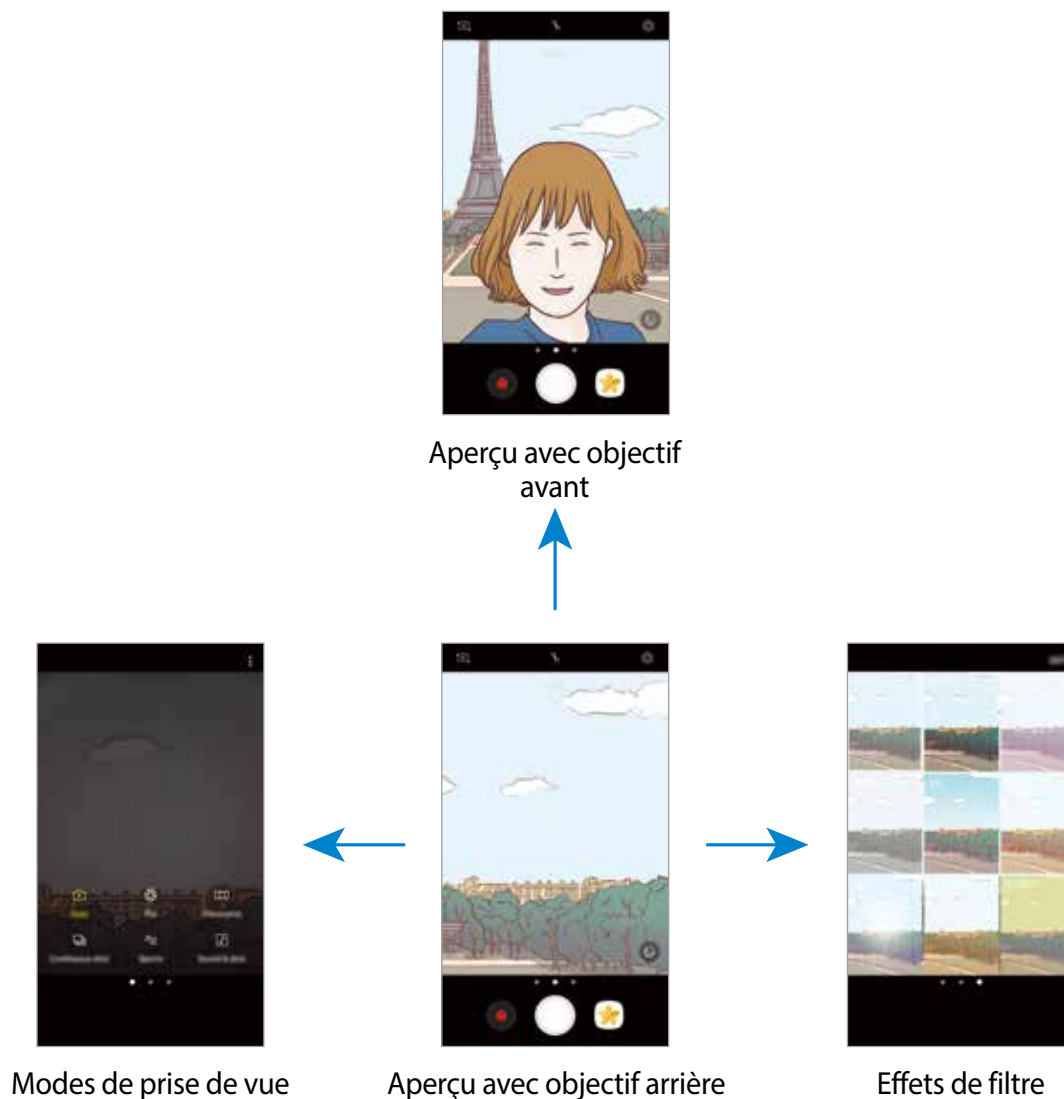 Aperçu avec objectif
avant
Modes de prise de vue
Aperçu avec objectif arrière
Effets de filtre